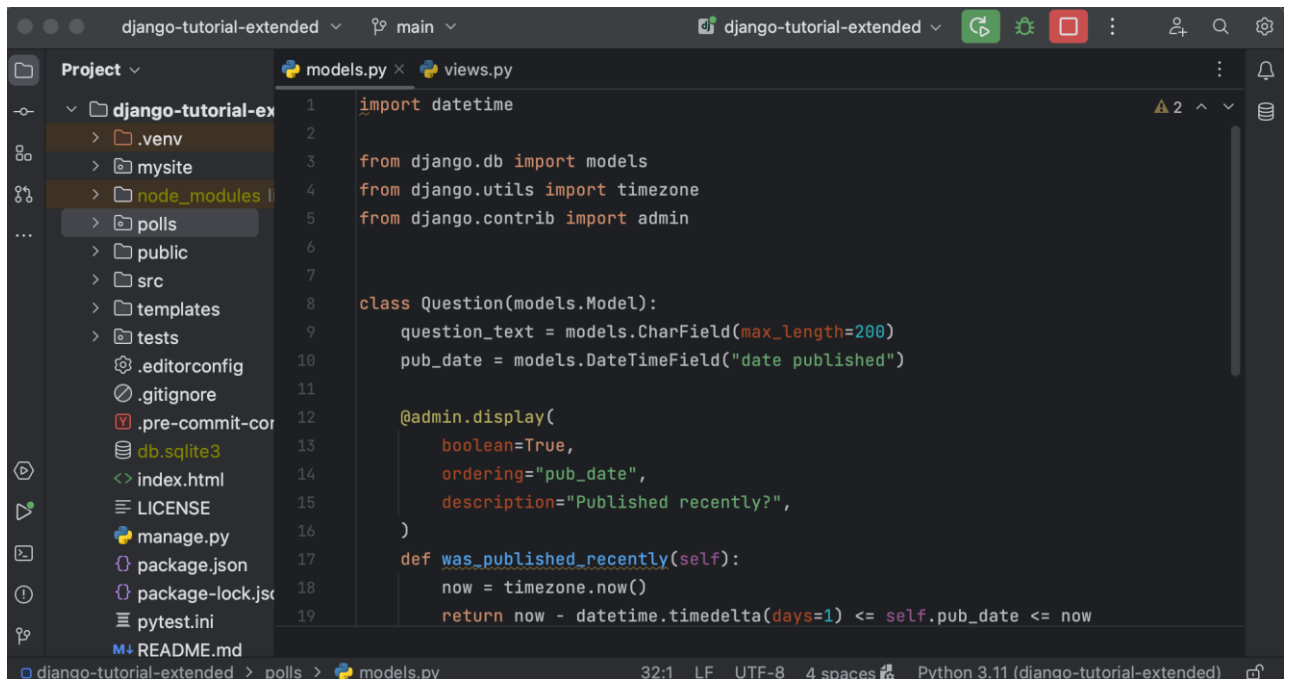 django-tutorial-extended main django-tutorial-extended
Project
models.py views.py
django-tutorial-ex
.venv
mysite
node_modules li
polls
public
src
templates
tests
.editorconfig
.gitignore
.pre-commit-cor
db.sqlite3
index.html
LICENSE
manage.py
package.json
package-lock.jso
pytest.ini
README.md
2
1 import datetime
2
3 from django.db import models
4 from django.utils import timezone
5 from django.contrib import admin
6
7
8 class Question(models.Model):
9 question_text = models.CharField(max_length=200)
10 pub_date = models.DateTimeField("date published")
11
12 @admin.display(
13 boolean=True,
14 ordering="pub_date",
15 description="Published recently?",
16 )
17 def was_published_recently(self):
18 now = timezone.now()
19 return now - datetime.timedelta(days=1) <= self.pub_date <= now
django-tutorial-extended > polls > models.py 32:1 LF UTF-8 4 spaces Python 3.11 (django-tutorial-extended)